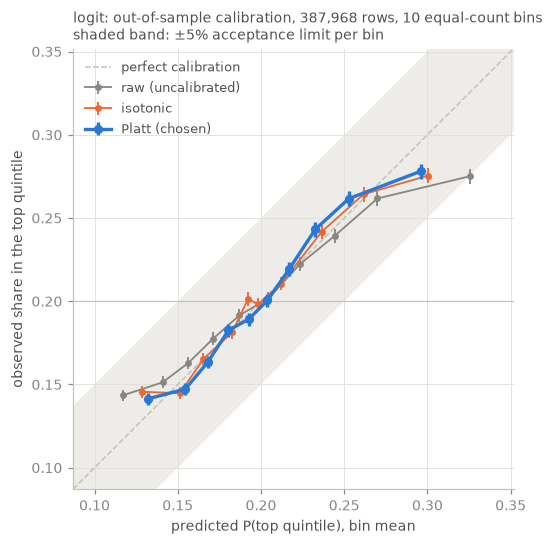 logit: out-of-sample calibration, 387,968 rows, 10 equal-count bins
shaded band: ±5% acceptance limit per bin
perfect calibration
raw (uncalibrated)
isotonic
Platt (chosen)
observed share in the top quintile
0.35
0.30
0.25
0.20
0.15
0.10
0.10 0.15 0.20 0.25 0.30 0.35
predicted P(top quintile), bin mean